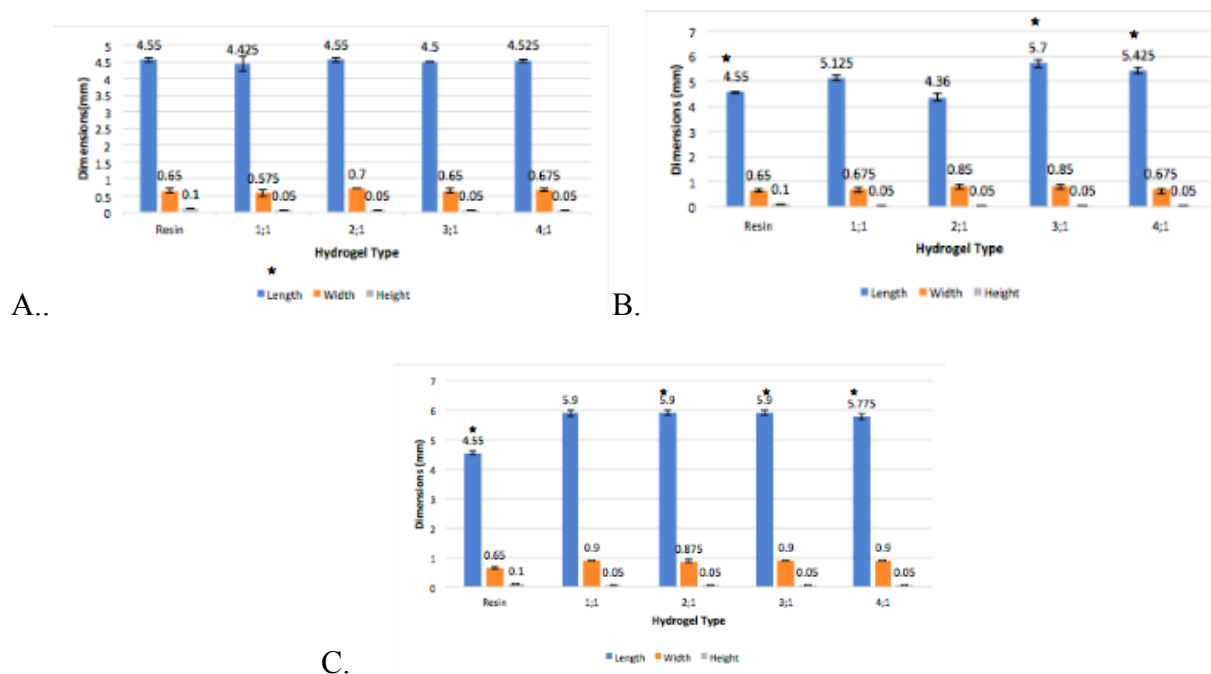 4.55 4.425 4.55 4.5 4.525
5
4.5
4
3.5
3
2.5
2
1.5
1
0.5
0
Dimensions(mm)
0.65 0.1 0.575 0.05 0.7 0.05 0.65 0.05 0.675 0.05
Resin 1;1 2;1 3;1 4;1
Hydrogel Type
★
Length Width Height
A..
★ ★ ★
4.55 5.125 4.36 5.7 5.425
7
6
5
4
3
2
1
0
Dimensions (mm)
0.65 0.1 0.675 0.05 0.85 0.05 0.85 0.05 0.675 0.05
Resin 1;1 2;1 3;1 4;1
Hydrogel Type
Length Width Height
B.
★ ★ ★ ★
4.55 5.9 5.9 5.9 5.775
7
6
5
4
3
2
1
0
Dimensions (mm)
0.65 0.1 0.9 0.05 0.875 0.05 0.9 0.05 0.9 0.05
Resin 1;1 2;1 3;1 4;1
Hydrogel Type
Length Width Height
C.